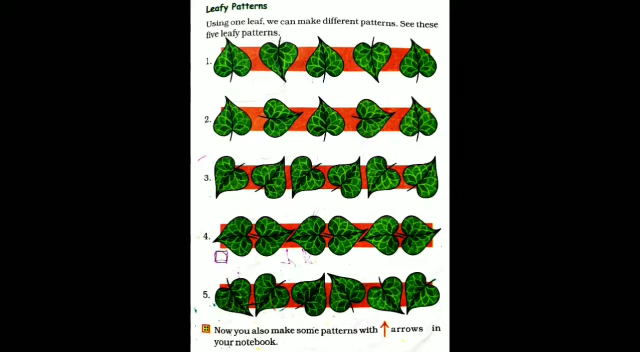 Leafy Patterns
Using one leaf, we can make different patterns. See these
five leafy patterns.
1.
2.
3.
4.
5.
Now you also make some patterns with arrows in
your notebook.